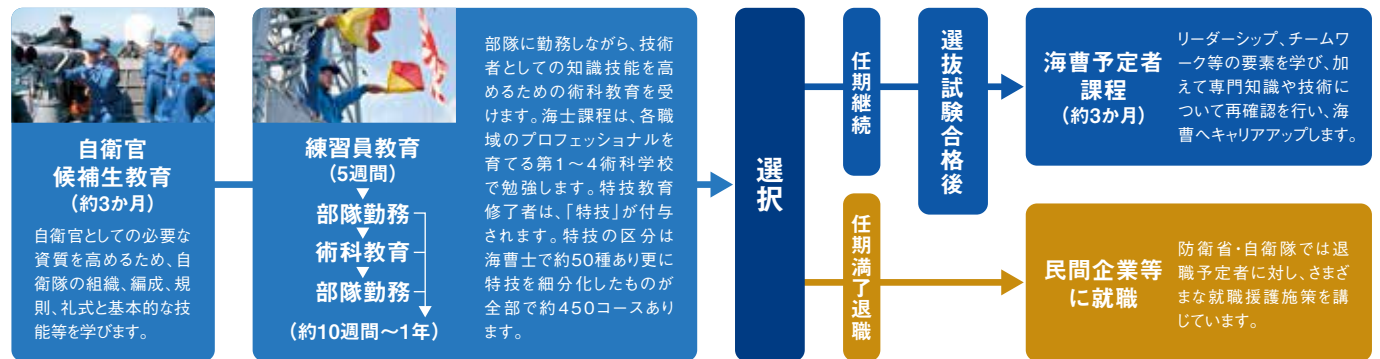 自衛官
候補生教育
(約3か月)
自衛官としての必要な
資質を高めるため、自
衛隊の組織、編成、規
則、礼式と基本的な技
能等を学びます。
練習員教育
(5週間)
部隊勤務
術科教育
部隊勤務
(約10週間〜1年)
部隊に勤務しながら、技術
者としての知識技能を高
めるための術科教育を受
けます。海士課程は、各職
域のプロフェッショナルを
育てる第1〜4術科学校
で勉強します。特技教育
修了者は、「特技」が付与
されます。特技の区分は
海曹士で約50種あり更に
特技を細分化したものが
全部で約450コースあり
ます。
選択
任期継続
選抜試験合格後
海曹予定者
課程
(約3か月)
リーダーシップ、チームワ
ーク等の要素を学び、加
えて専門知識や技術に
ついて再確認を行い、海
曹へキャリアアップします。
任期満了退職
民間企業等
に就職
防衛省・自衛隊では退
職予定者に対し、さまざ
まな就職援護施策を講
じています。